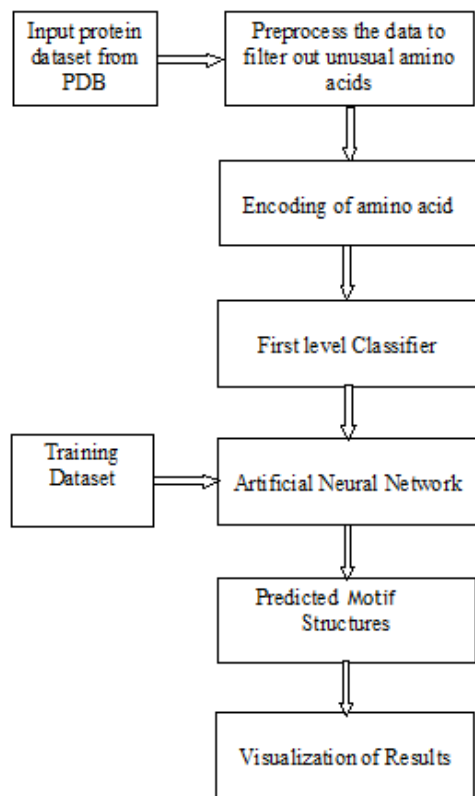 Input protein
dataset from
PDB
Preprocess the data to
filter out unusual amino
acids
Encoding of amino acid
First level Classifier
Training
Dataset
Artificial Neural Network
Predicted Motif
Structures
Visualization of Results